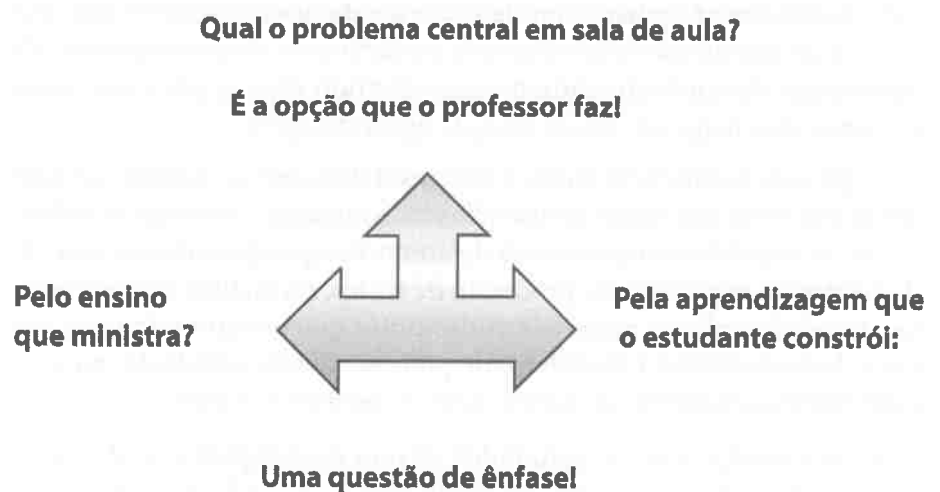 Qual o problema central em sala de aula?
É a opção que o professor faz!
Pelo ensino
que ministra?
Pela aprendizagem que
o estudante constrói:
Uma questão de ênfase!